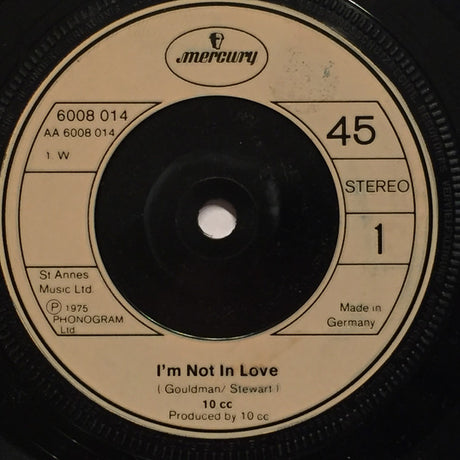 mercury
6008 014
AA 6008 014
1 W
45
STEREO
1
St Annes
Music Ltd.
Ⓟ 1975
PHONOGRAM
Ltd.
Made in
Germany
I'm Not In Love
( Gouldman/ Stewart )
10 cc
Produced by 10 cc